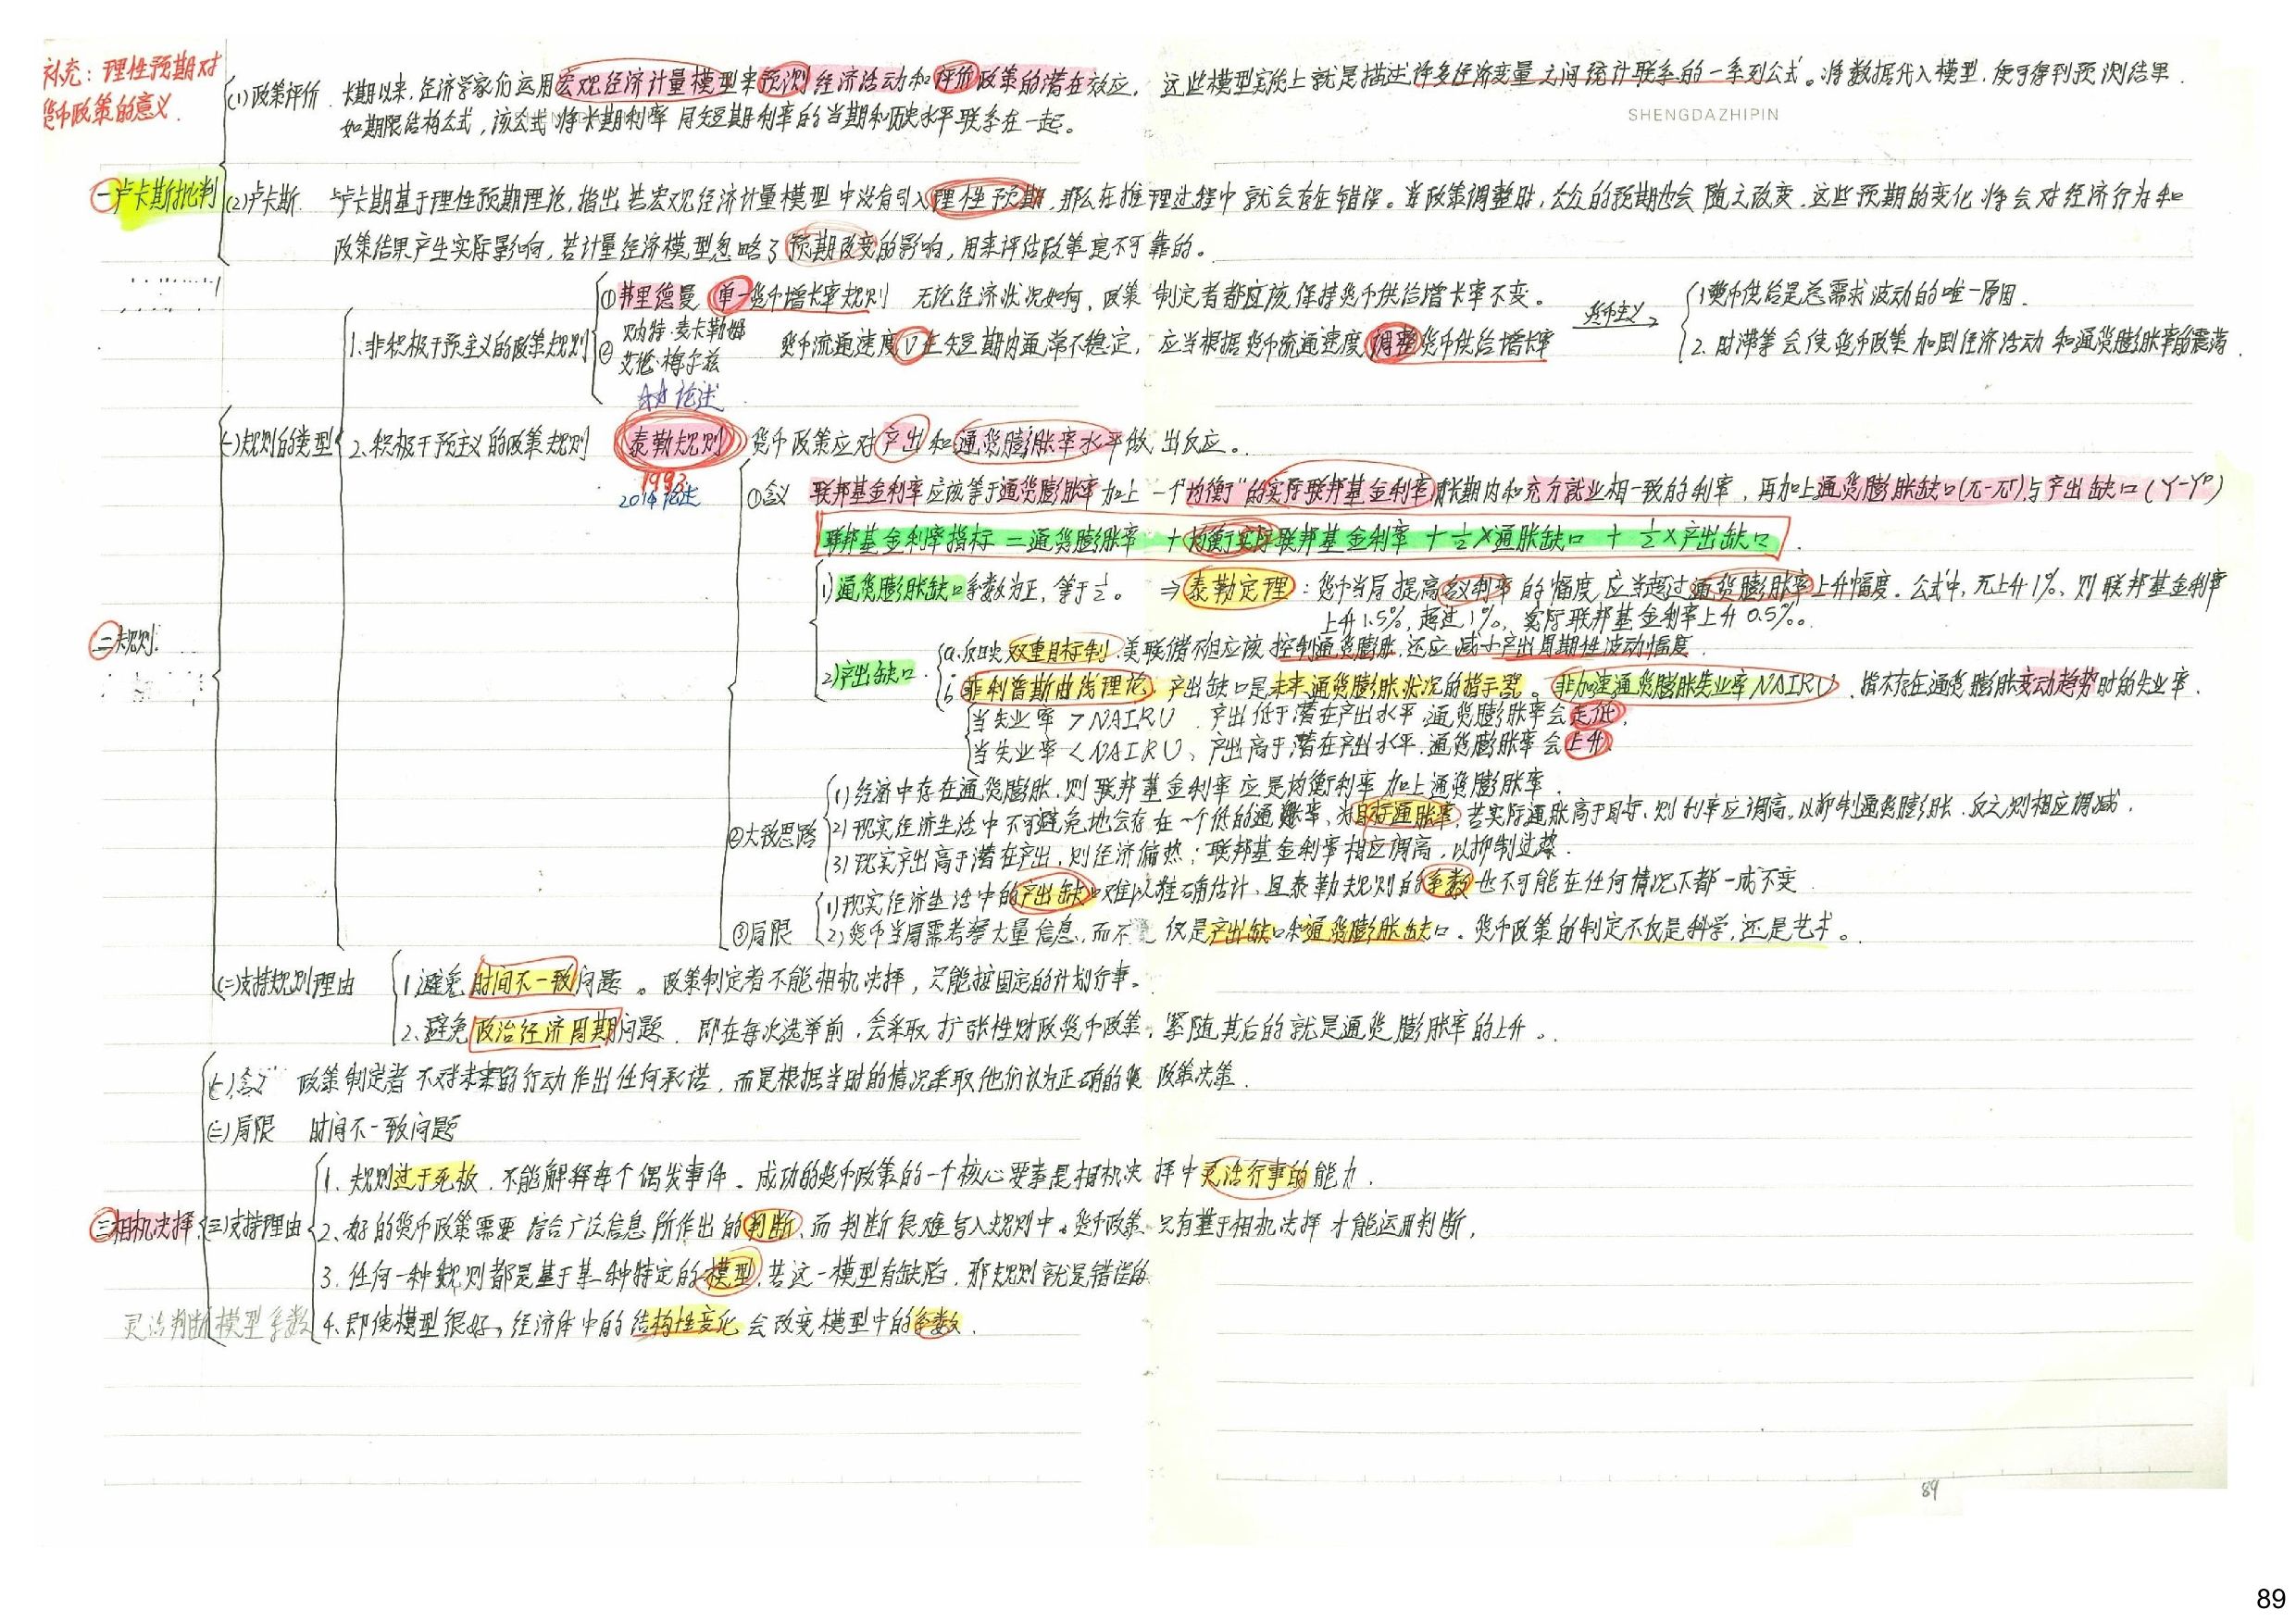 补充：理性预期对
货币政策的意义.
SHENGDAZHIPIN
(1)政策评价 长期以来,经济学家们运用宏观经济计量模型来预测经济活动和评价政策的潜在效应, 这些模型实际上就是描述许多经济变量之间统计联系的一系列公式。将数据代入模型,便可得到预测结果.
如期限结构公式,该公式将长期利率同短期利率的当期和历史水平联系在一起。
一卢卡斯批判
(2)卢卡斯 卢卡斯基于理性预期理论,指出若宏观经济计量模型中没有引入理性预期,那么在推理过程中就会存在错误。当政策调整时,公众的预期也会随之改变.这些预期的变化将会对经济行为和
政策结果产生实际影响,若计量经济模型忽略了预期改变的影响,用来评估政策是不可靠的。
二规则.
(一)规则的类型
1.非积极干预主义的政策规则
①弗里德曼 单一货币增长率规则 无论经济状况如何,政策制定者都应该保持货币供给增长率不变。
② 贝纳特·麦卡勒姆
艾伦·梅尔兹
货币流通速度V在短期内通常不稳定, 应当根据货币流通速度调整货币供给增长率
货币主义
1.货币供给是总需求波动的唯一原因.
2.时滞等会使货币政策加剧经济活动和通货膨胀率的震荡.
论述
2.积极干预主义的政策规则 泰勒规则 货币政策应对产出和通货膨胀率水平做出反应。
1993
2014论述
①含义 联邦基金利率应该等于通货膨胀率加上一个"均衡"的实际联邦基金利率(长期内和充分就业相一致的利率,再加上通货膨胀缺口(π-π)与产出缺口(Y-Yᴾ)
联邦基金利率指标=通货膨胀率+均衡实际联邦基金利率+½×通胀缺口+½×产出缺口.
1)通货膨胀缺口系数为正,等于½。 ⇒泰勒定理：货币当局提高名义利率的幅度应当超过通货膨胀率上升幅度。公式中,π上升1%,则联邦基金利率
上升1.5%,超过1%,实际联邦基金利率上升0.5%。
2)产出缺口.
a.反映双重目标制.美联储不但应该控制通货膨胀,还应减小产出周期性波动幅度.
b.菲利普斯曲线理论 产出缺口是未来通货膨胀状况的指示器。非加速通货膨胀失业率NAIRU.指不存在通货膨胀变动趋势时的失业率.
当失业率>NAIRU、产出低于潜在产出水平,通货膨胀率会走低.
当失业率<NAIRU、产出高于潜在产出水平.通货膨胀率会上升
②大致思路
(1)经济中存在通货膨胀.则联邦基金利率应是均衡利率加上通货膨胀率.
2)现实经济生活中不可避免地会存在一个低的通胀率、为目标通胀率.若实际通胀高于目标,则利率应调高,以抑制通货膨胀.反之则相应调减.
3)现实产出高于潜在产出,则经济偏热；联邦基金利率相应调高,以抑制过热.
③局限
1)现实经济生活中的产出缺口难以准确估计、且泰勒规则的系数也不可能在任何情况下都一成不变.
2)货币当局需考察大量信息,而不仅是产出缺口和通货膨胀缺口.货币政策的制定不仅是科学,还是艺术。
(二)支持规则理由
1.避免时间不一致问题。政策制定者不能相机抉择,只能按固定的计划行事。
2.避免政治经济周期问题.即在每次选举前,会采取扩张性财政货币政策,紧随其后的就是通货膨胀率的上升。
三相机抉择
(一)含义 政策制定者不对未来的行动作出任何承诺,而是根据当时的情况采取他们认为正确的货 政策决策.
(二)局限 时间不一致问题
(三)支持理由
1.规则过于死板.不能解释每个偶发事件。成功的货币政策的一个核心要素是相机决择中灵活行事的能力.
2.好的货币政策需要综合广泛信息所作出的判断,而判断很难写入规则中。货币政策只有基于相机决择才能运用判断,
3.任何一种规则都是基于某一种特定的模型,若这一模型有缺陷.那规则就是错误的
4.即使模型很好,经济体中的结构性变化会改变模型中的系数.
灵活判断模型系数
89
89